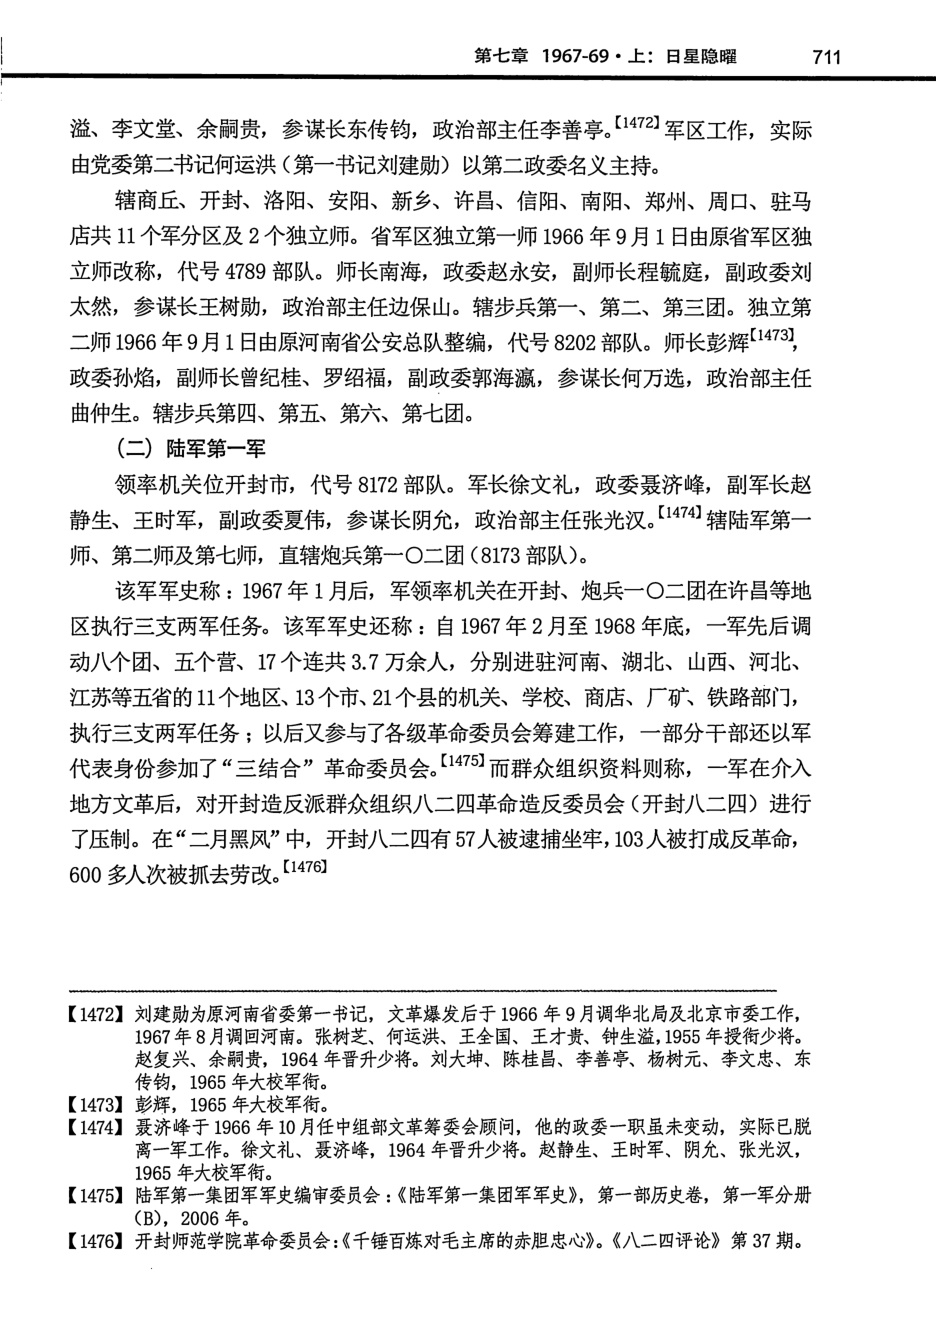 第七章 1967-69·上：日星隐曜 711
溢、李文堂、余嗣贵，参谋长东传钧，政治部主任李善亭。【1472】军区工作，实际
由党委第二书记何运洪（第一书记刘建勋）以第二政委名义主持。
辖商丘、开封、洛阳、安阳、新乡、许昌、信阳、南阳、郑州、周口、驻马
店共 11 个军分区及 2 个独立师。省军区独立第一师 1966 年 9 月 1 日由原省军区独
立师改称，代号 4789 部队。师长南海，政委赵永安，副师长程毓庭，副政委刘
太然，参谋长王树勋，政治部主任边保山。辖步兵第一、第二、第三团。独立第
二师 1966 年 9 月 1 日由原河南省公安总队整编，代号 8202 部队。师长彭辉【1473】，
政委孙焰，副师长曾纪桂、罗绍福，副政委郭海瀛，参谋长何万选，政治部主任
曲仲生。辖步兵第四、第五、第六、第七团。
（二）陆军第一军
领率机关位开封市，代号 8172 部队。军长徐文礼，政委聂济峰，副军长赵
静生、王时军，副政委夏伟，参谋长阴允，政治部主任张光汉。【1474】辖陆军第一
师、第二师及第七师，直辖炮兵第一〇二团（8173 部队）。
该军军史称：1967 年 1 月后，军领率机关在开封、炮兵一〇二团在许昌等地
区执行三支两军任务。该军军史还称：自 1967 年 2 月至 1968 年底，一军先后调
动八个团、五个营、17 个连共 3.7 万余人，分别进驻河南、湖北、山西、河北、
江苏等五省的 11 个地区、13 个市、21 个县的机关、学校、商店、厂矿、铁路部门，
执行三支两军任务；以后又参与了各级革命委员会筹建工作，一部分干部还以军
代表身份参加了“三结合”革命委员会。【1475】而群众组织资料则称，一军在介入
地方文革后，对开封造反派群众组织八二四革命造反委员会（开封八二四）进行
了压制。在“二月黑风”中，开封八二四有 57 人被逮捕坐牢，103 人被打成反革命，
600 多人次被抓去劳改。【1476】
【1472】刘建勋为原河南省委第一书记，文革爆发后于 1966 年 9 月调华北局及北京市委工作，
1967 年 8 月调回河南。张树芝、何运洪、王全国、王才贵、钟生溢，1955 年授衔少将。
赵复兴、余嗣贵，1964 年晋升少将。刘大坤、陈桂昌、李善亭、杨树元、李文忠、东
传钧，1965 年大校军衔。
【1473】彭辉，1965 年大校军衔。
【1474】聂济峰于 1966 年 10 月任中组部文革筹委会顾问，他的政委一职虽未变动，实际已脱
离一军工作。徐文礼、聂济峰，1964 年晋升少将。赵静生、王时军、阴允、张光汉，
1965 年大校军衔。
【1475】陆军第一集团军军史编审委员会：《陆军第一集团军军史》，第一部历史卷，第一军分册
（B），2006 年。
【1476】开封师范学院革命委员会：《千锤百炼对毛主席的赤胆忠心》。《八二四评论》第 37 期。